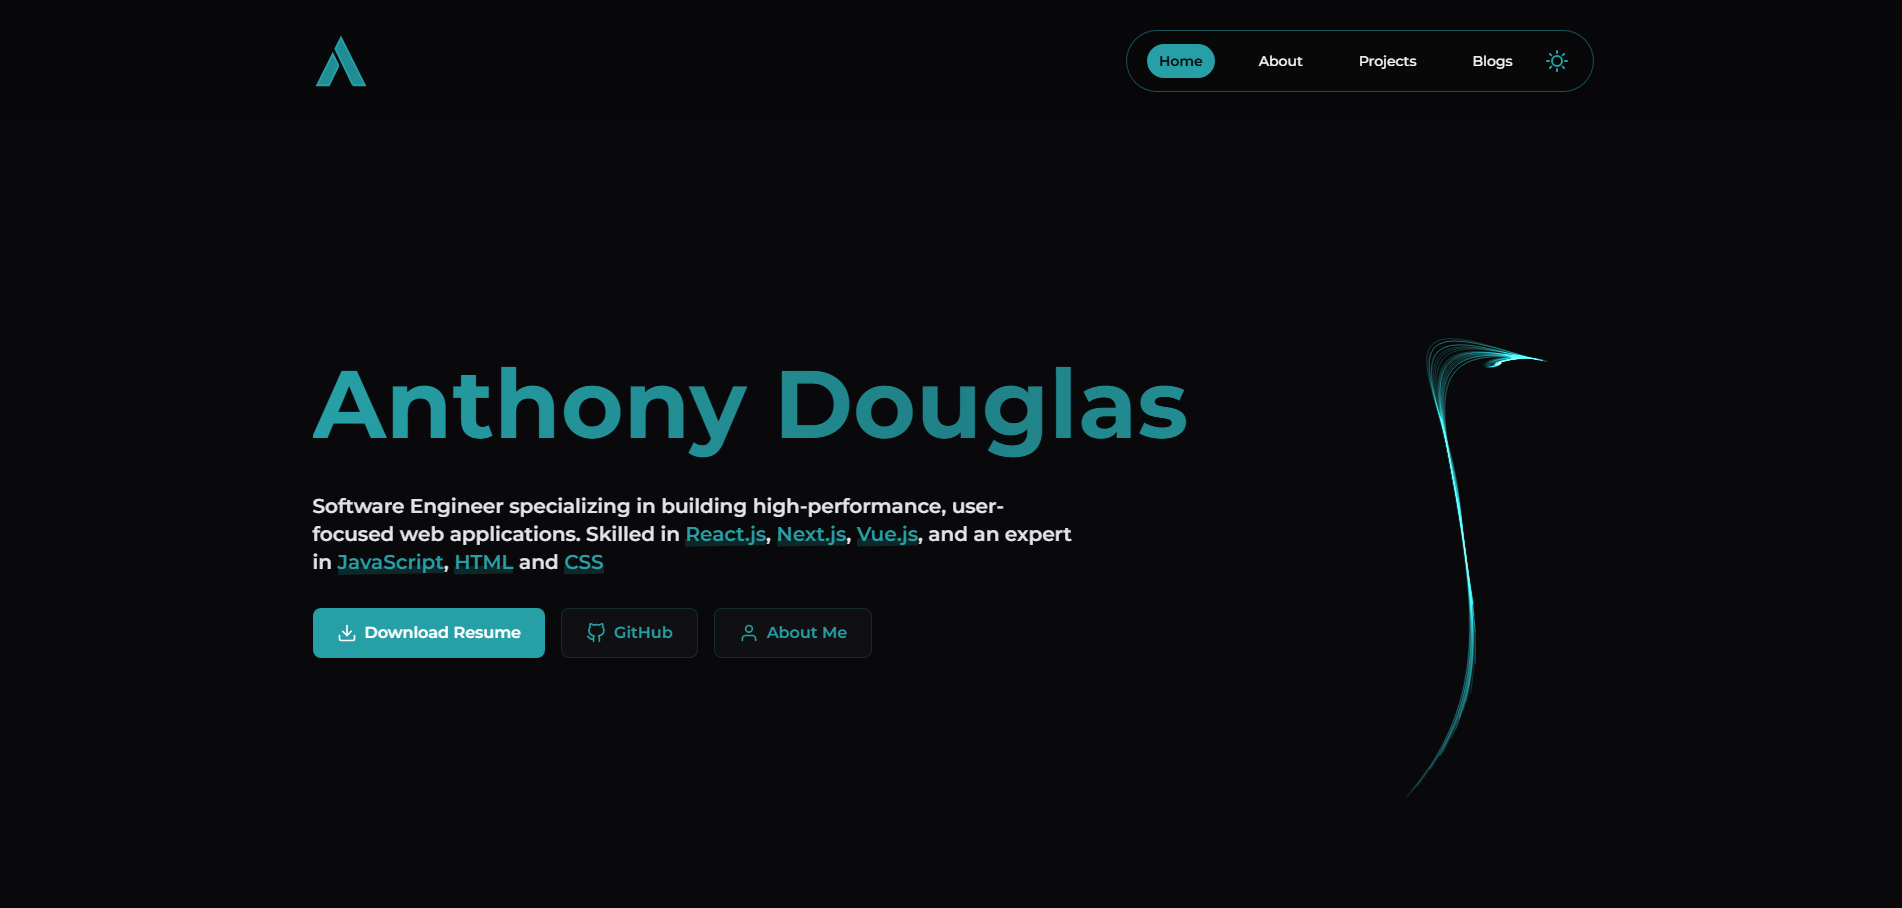 Home About Projects Blogs
Anthony Douglas
Software Engineer specializing in building high-performance, user-
focused web applications. Skilled in React.js, Next.js, Vue.js, and an expert
in JavaScript, HTML and CSS
Download Resume GitHub About Me